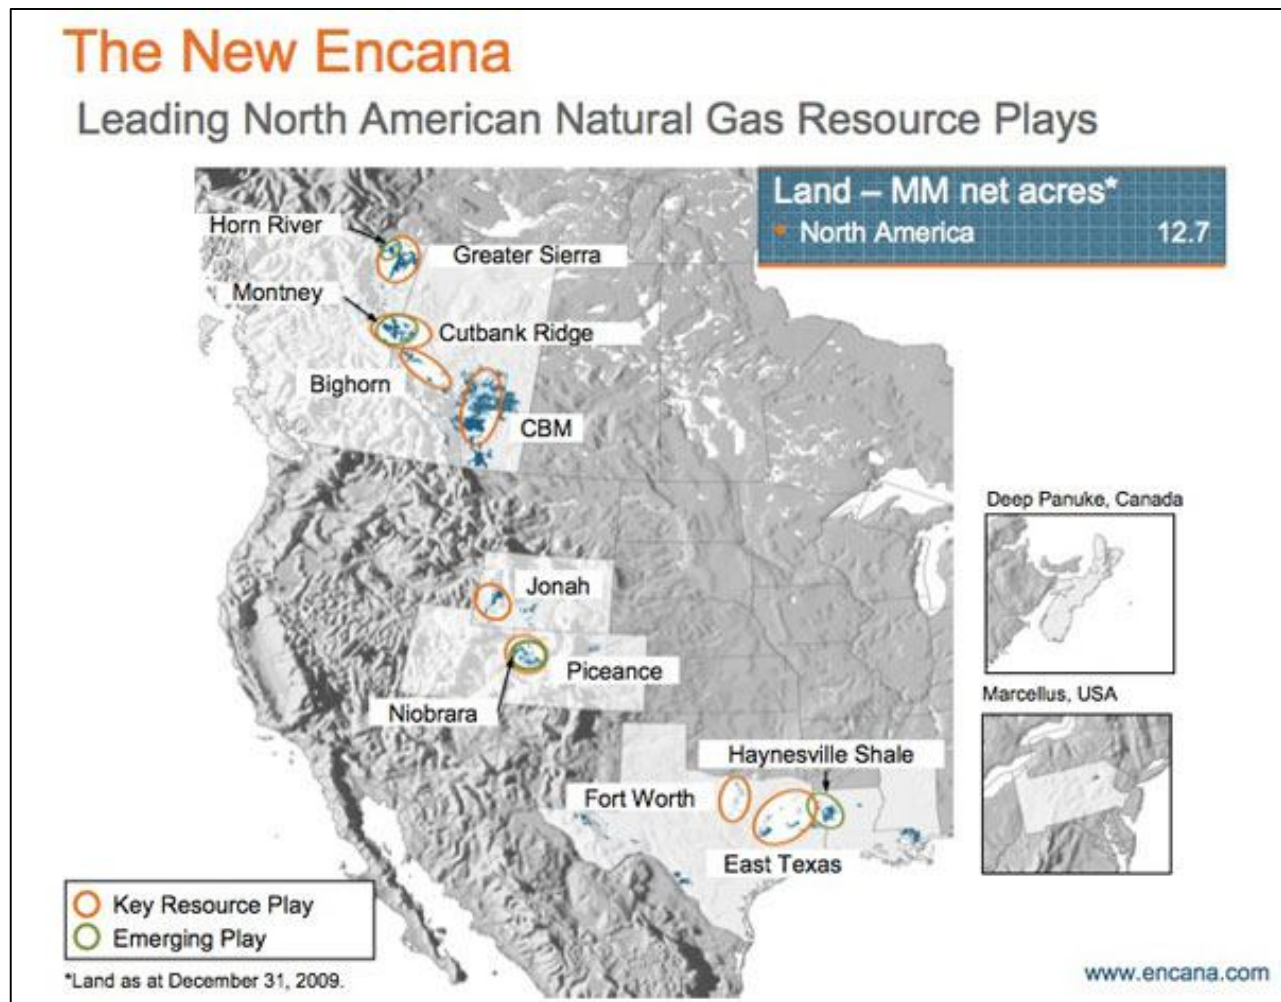 The New Encana
Leading North American Natural Gas Resource Plays
Land – MM net acres*
North America 12.7
Horn River
Greater Sierra
Montney
Cutbank Ridge
Bighorn
CBM
Deep Panuke, Canada
Jonah
Piceance
Marcellus, USA
Niobrara
Haynesville Shale
Fort Worth
East Texas
Key Resource Play
Emerging Play
*Land as at December 31, 2009.
www.encana.com